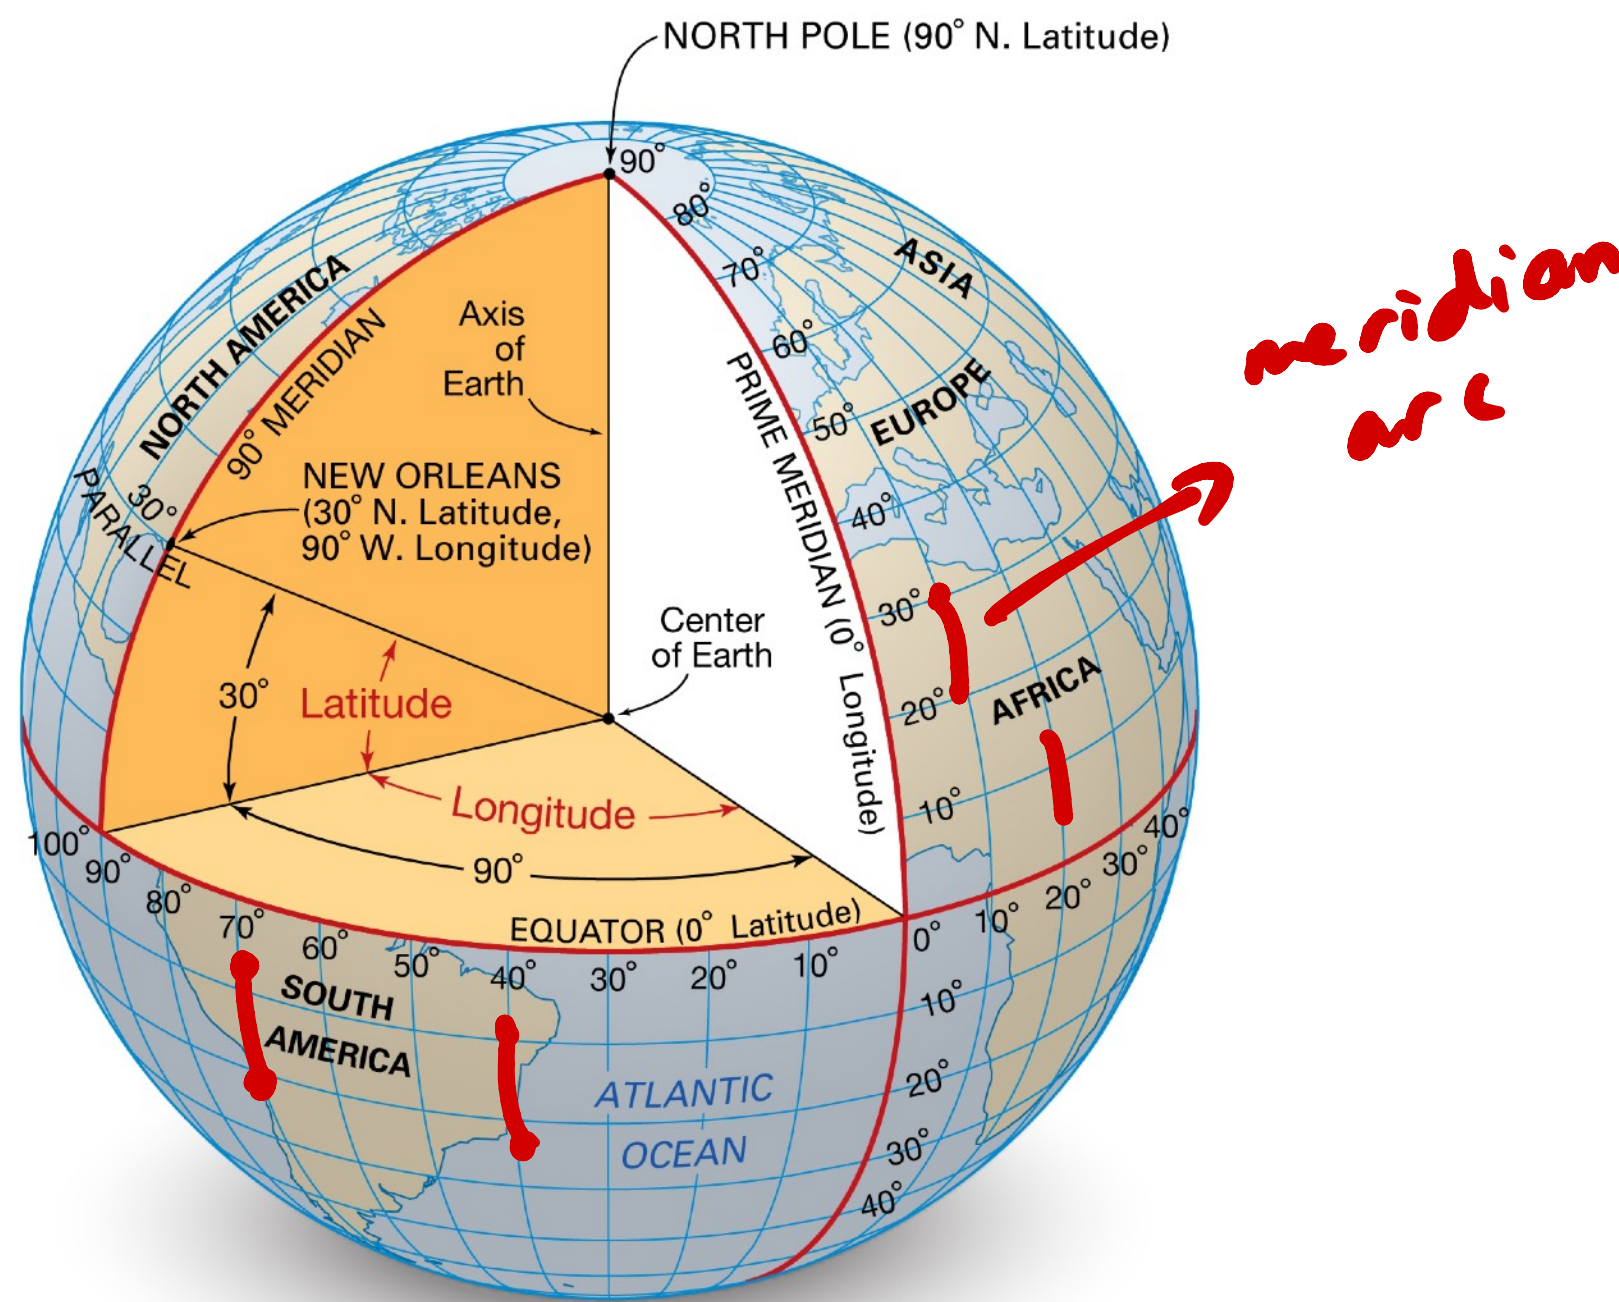 NORTH POLE (90° N. Latitude)
90°
80°
70°
60°
50°
40°
30°
20°
10°
ASIA
EUROPE
AFRICA
meridian
arc
NORTH AMERICA
90° MERIDIAN
30°
PARALLEL
Axis
of
Earth
NEW ORLEANS
(30° N. Latitude,
90° W. Longitude)
PRIME MERIDIAN (0° Longitude)
Center
of Earth
30°
Latitude
Longitude
90°
EQUATOR (0° Latitude)
100°
90°
80°
70°
60°
50°
40°
30°
20°
10°
0°
10°
20°
30°
40°
10°
20°
30°
40°
SOUTH
AMERICA
ATLANTIC
OCEAN